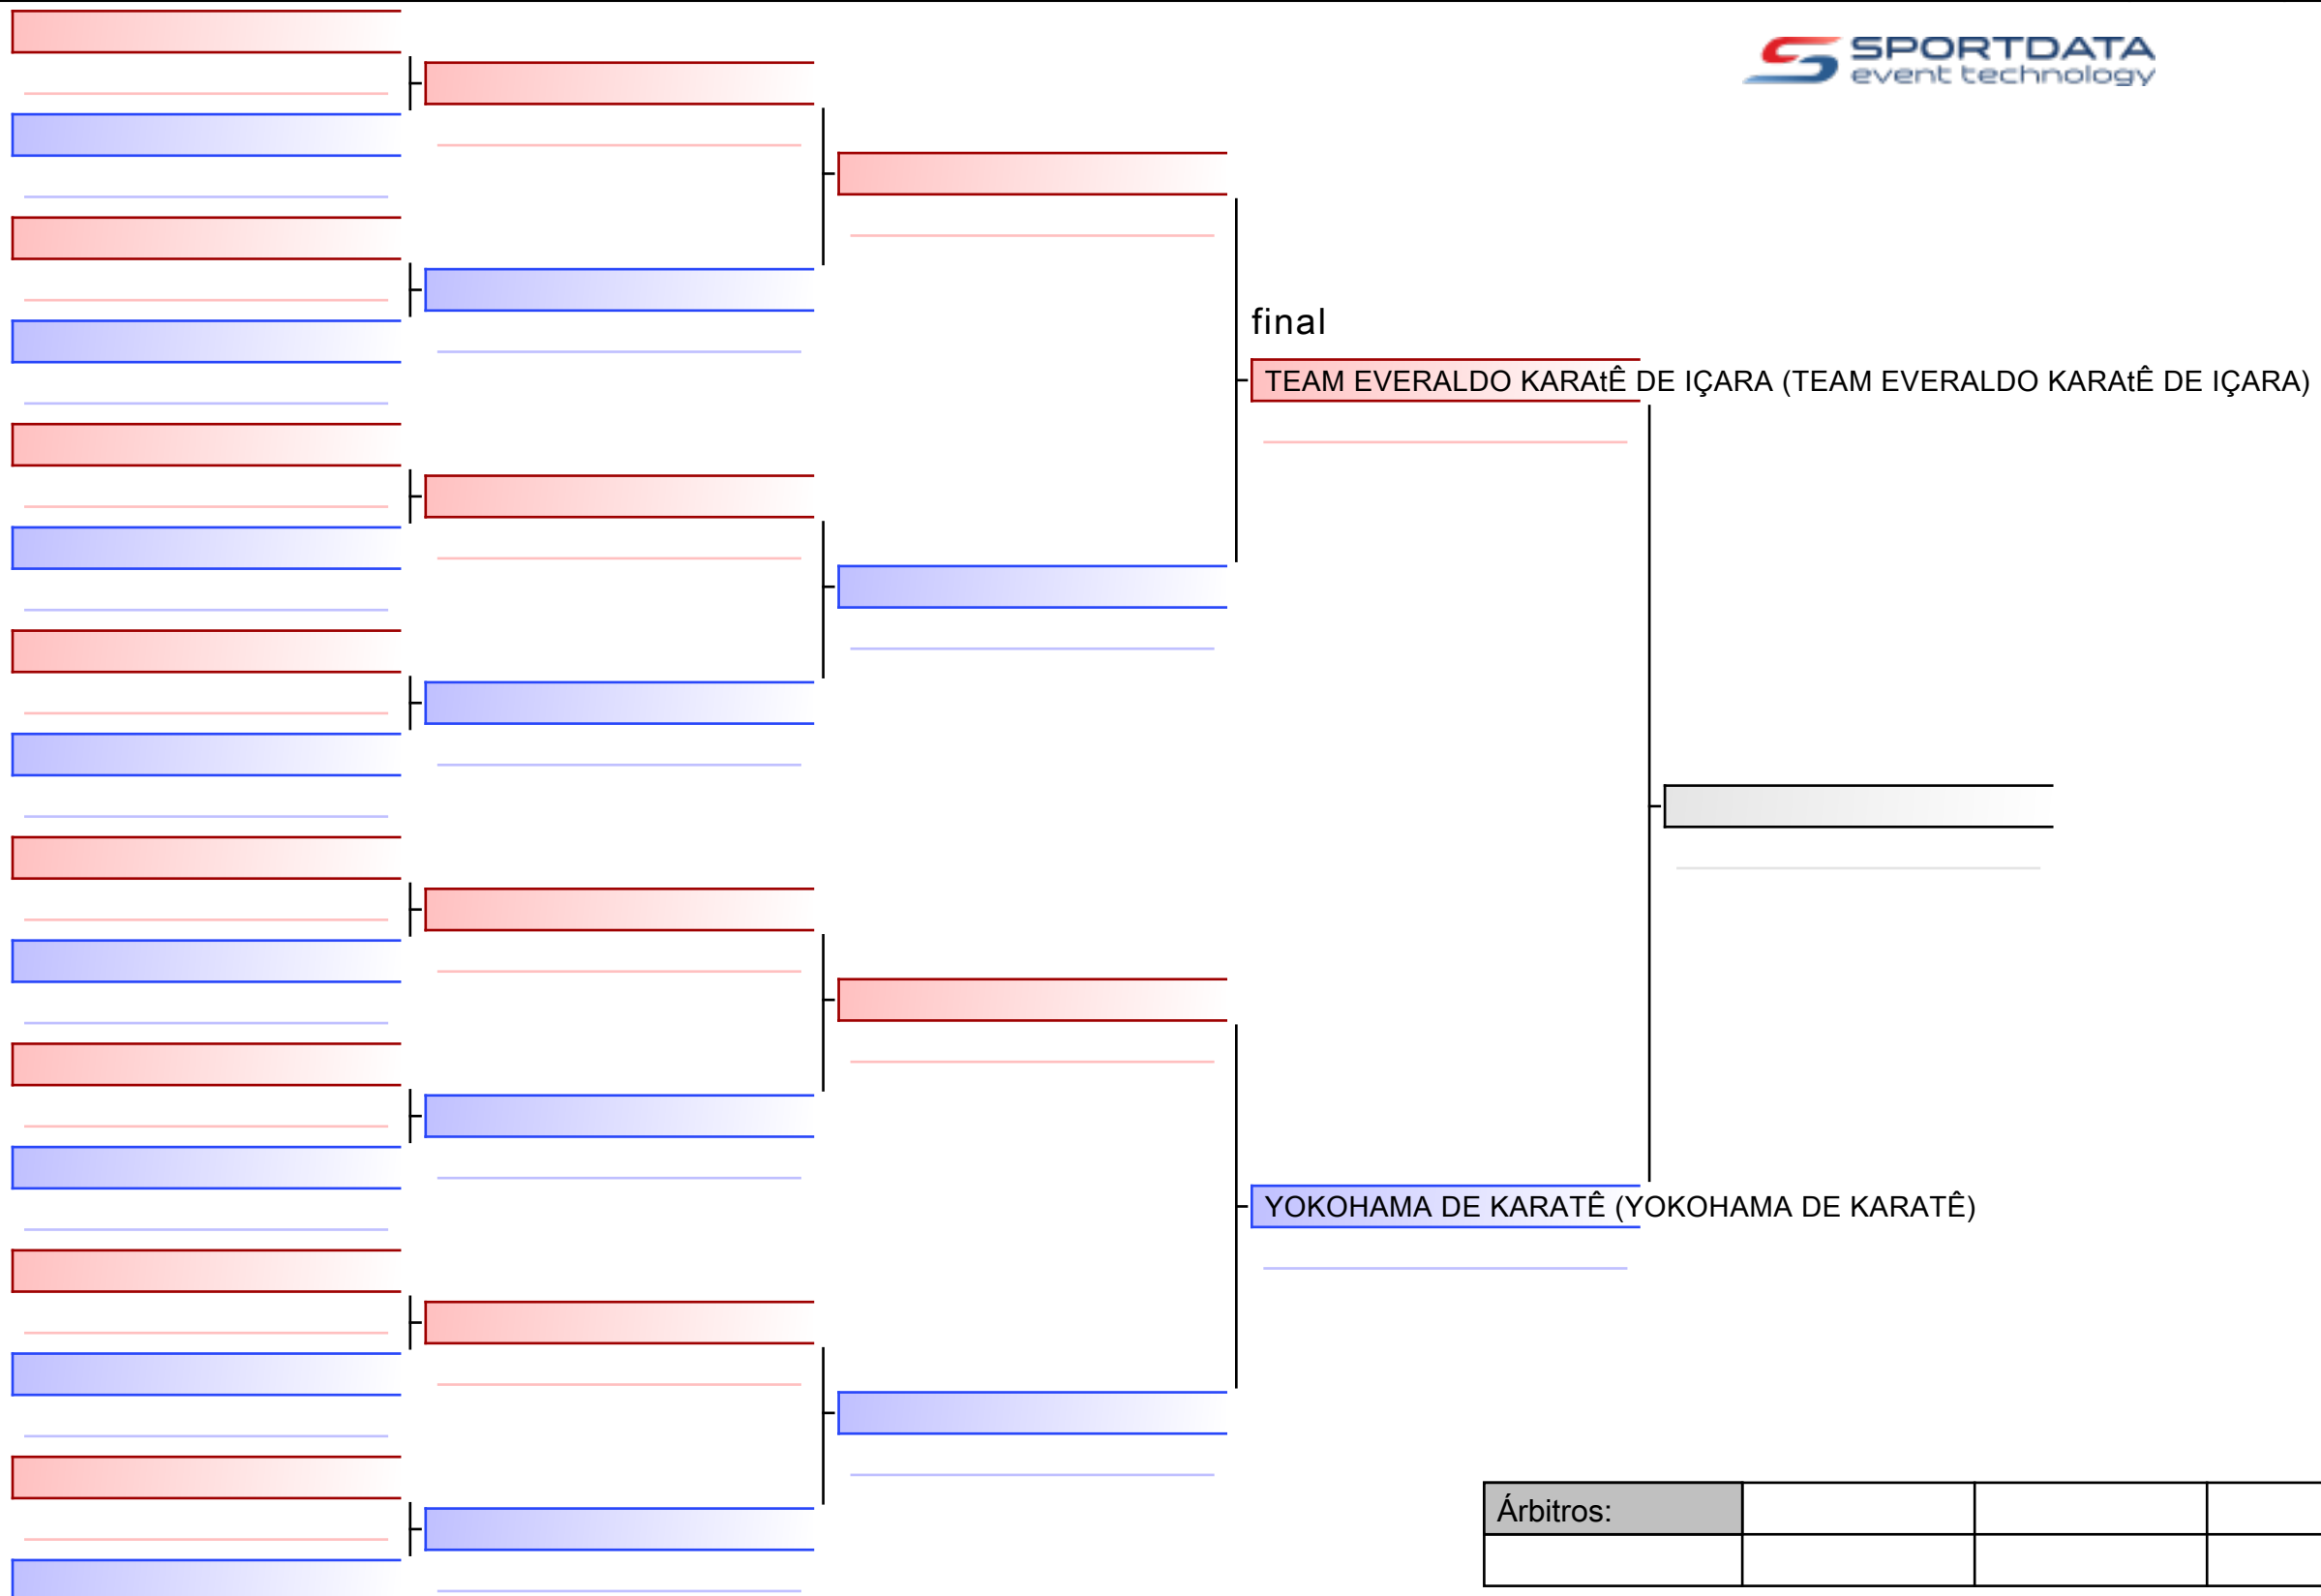 SPORTDATA
event technology
final
TEAM EVERALDO KARAtÊ DE IÇARA (TEAM EVERALDO KARAtÊ DE IÇARA)
YOKOHAMA DE KARATÊ (YOKOHAMA DE KARATÊ)
Árbitros: